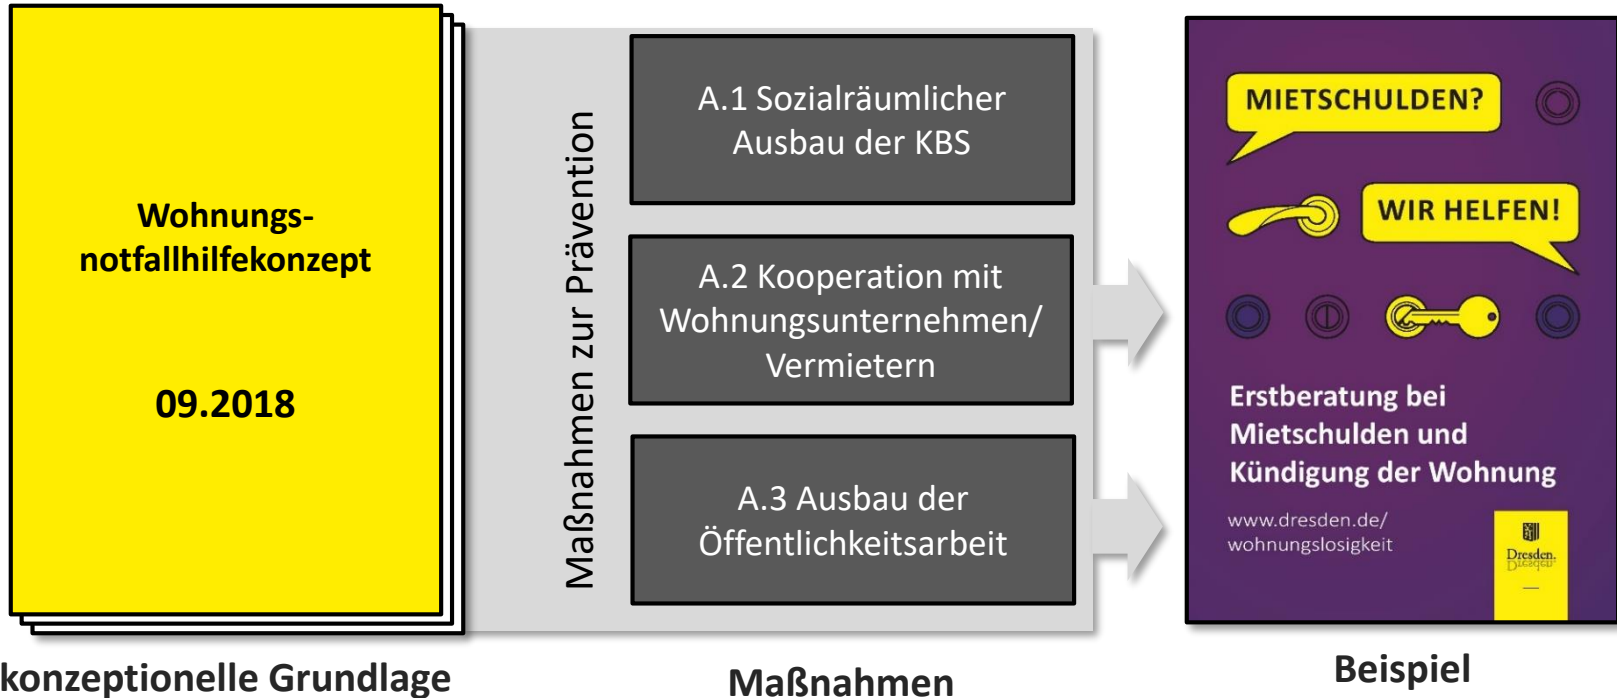 Wohnungs-
notfallhilfekonzept
09.2018
konzeptionelle Grundlage
Maßnahmen zur Prävention
A.1 Sozialräumlicher
Ausbau der KBS
A.2 Kooperation mit
Wohnungsunternehmen/
Vermietern
A.3 Ausbau der
Öffentlichkeitsarbeit
Maßnahmen
MIETSCHULDEN?
WIR HELFEN!
Erstberatung bei
Mietschulden und
Kündigung der Wohnung
www.dresden.de/
wohnungslosigkeit
Dresden.
Dresden.
Beispiel